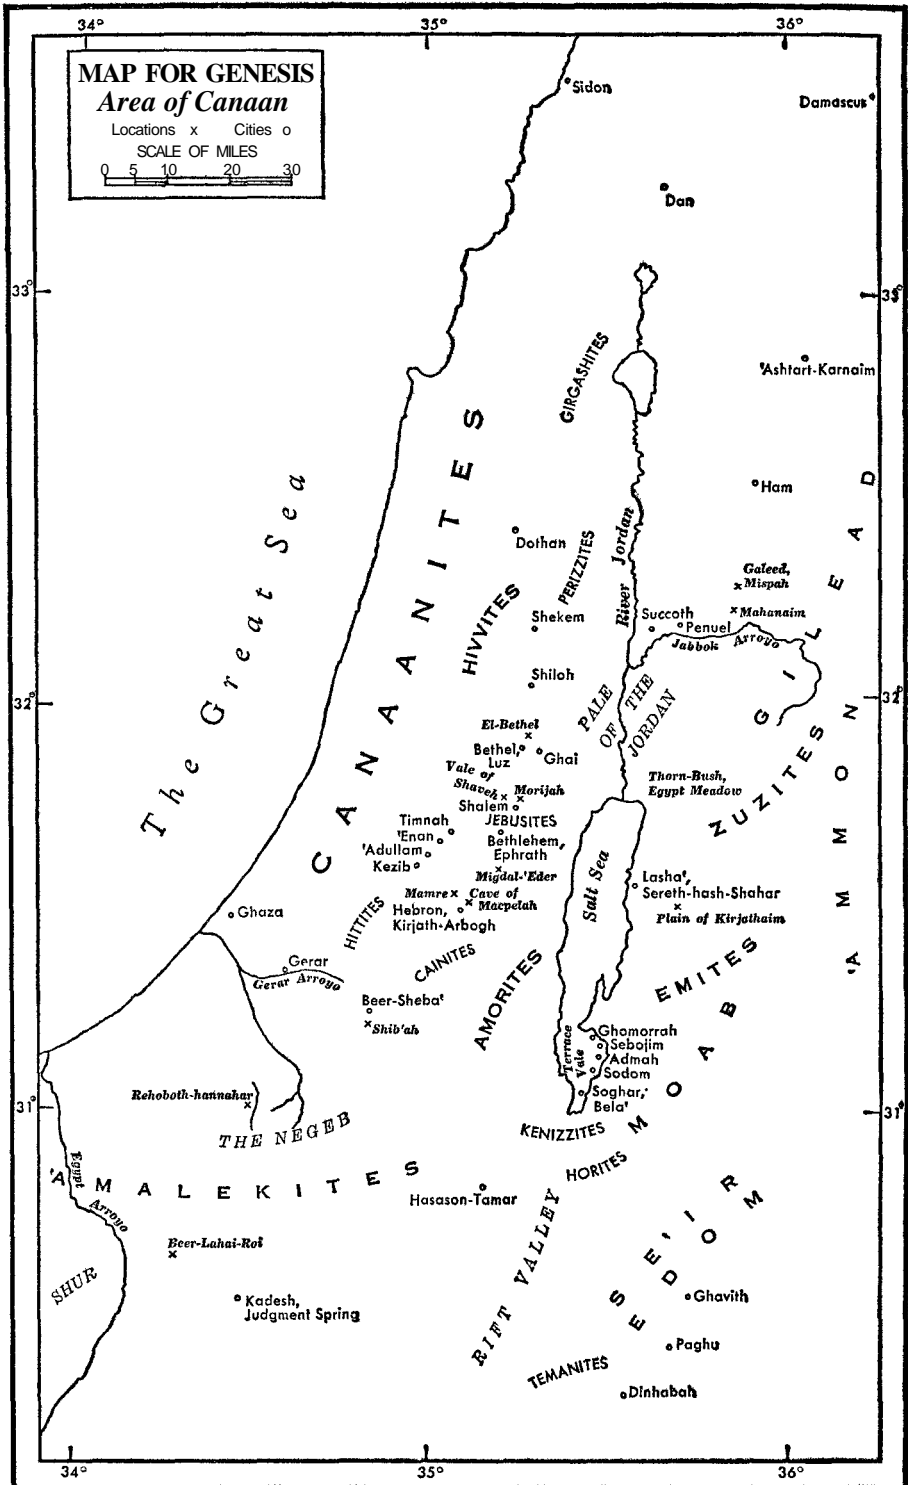 34°
35°
36°
MAP FOR GENESIS
Area of Canaan
Locations x Cities o
SCALE OF MILES
0 5 10 20 30
Sidon
Damascus
Dan
33°
33°
GIRGASHITES
'Ashtart-Karnaim
CANAANITES
The Great Sea
Ham
GILEAD
River Jordan
Dothan
PERIZZITES
Galeed,
Mispah
Mahanaim
HIVVITES
Shekem
Succoth
Penuel
Jabbok Arroyo
Shiloh
32°
32°
PALE
OF THE
JORDAN
El-Bethel
Bethel,
Luz
Ghai
Vale of
Shaveh
Morijah
Shalem
Thorn-Bush,
Egypt Meadow
ZUZITES
'AMMON
Timnah
'Enan
'Adullam
Kezib
JEBUSITES
Bethlehem,
Ephrath
Migdal-'Eder
Salt Sea
Lasha',
Sereth-hash-Shahar
Plain of Kirjathaim
Mamre
Cave of
Macpelah
Hebron,
Kirjath-Arbogh
HITTITES
Ghaza
CAINITES
Gerar
Gerar Arroyo
AMORITES
EMITES
Beer-Sheba'
Shib'ah
MOAB
Terrace
Vale
Ghomorrah
Sebojim
Admah
Sodom
Soghar,
Bela'
Rehoboth-hannahar
31°
31°
THE NEGEB
KENIZZITES
HORITES
'AMALEKITES
Egypt
Arroyo
Hasason-Tamar
RIFT VALLEY
SE'IR
EDOM
Beer-Lahai-Roi
SHUR
Kadesh,
Judgment Spring
Ghavith
Paghu
TEMANITES
Dinhabah
34°
35°
36°